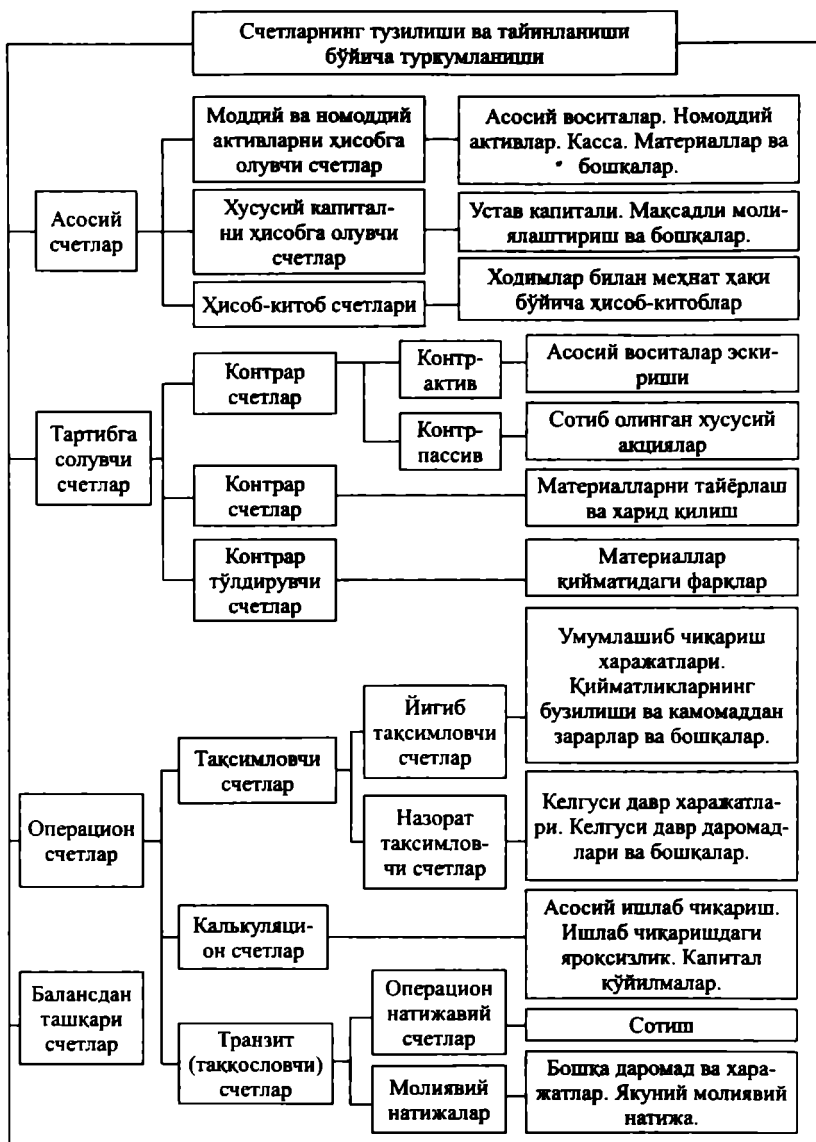 Счетларнинг тузилиши ва тайинланиши
бўйича туркумланиши
Асосий
счетлар
Моддий ва номоддий
активларни ҳисобга
олувчи счетлар
Асосий воситалар. Номоддий
активлар. Касса. Материаллар ва
бошқалар.
Хусусий капитал-
ни ҳисобга олувчи
счетлар
Устав капитали. Мақсадли моли-
ялаштириш ва бошқалар.
Ҳисоб-китоб счетлари
Ходимлар билан меҳнат ҳақи
бўйича ҳисоб-китоблар
Тартибга
солувчи
счетлар
Контрар
счетлар
Контр-
актив
Асосий воситалар эски-
риши
Контр-
пассив
Сотиб олинган хусусий
акциялар
Контрар
счетлар
Материалларни тайёрлаш
ва харид қилиш
Контрар
тўлдирувчи
счетлар
Материаллар
қийматидаги фарқлар
Операцион
счетлар
Тақсимловчи
счетлар
Йигиб
тақсимловчи
счетлар
Умумлашиб чиқариш
харажатлари.
Қийматликларнинг
бузилиши ва камомаддан
зарарлар ва бошқалар.
Назорат
тақсимлов-
чи счетлар
Келгуси давр харажатла-
ри. Келгуси давр даромад-
лари ва бошқалар.
Калькуляци-
он счетлар
Асосий ишлаб чиқариш.
Ишлаб чиқаришдаги
яроксизлик. Капитал
қўйилмалар.
Балансдан
ташқари
счетлар
Транзит
(таққословчи)
счетлар
Операцион
натижавий
счетлар
Сотиш
Молиявий
натижалар
Бошқа даромад ва хара-
жатлар. Якуний молиявий
натижа.